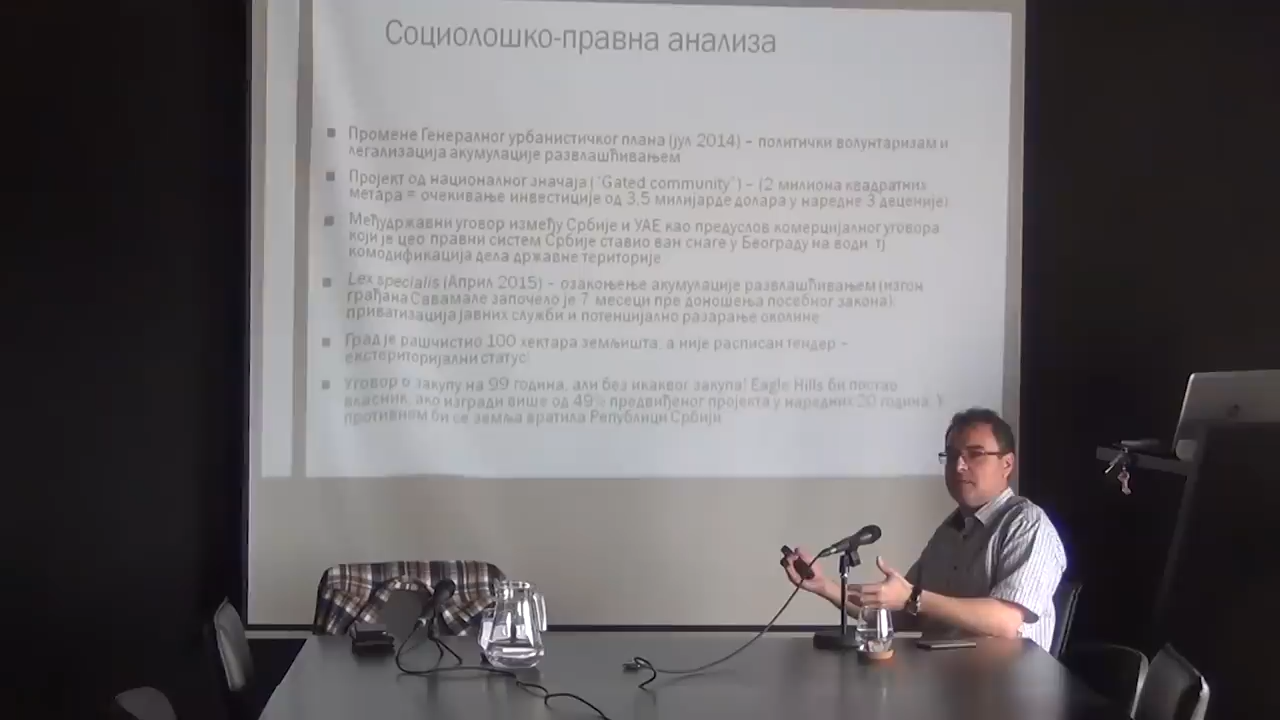 Социолошко-правна анализа
Промене Генералног урбанистичког плана (јул 2014) – политички волунтаризам и
легализација акумулације развлашћивањем
Пројект од националног значаја ("Gated community") – (2 милиона квадратних
метара = очекивање инвестиције од 3.5 милијарде долара у наредне 3 деценије)
Међудржавни уговор између Србије и УАЕ као предуслов комерцијалног уговора
који је цео правни систем Србије ставио ван снаге у Београду на води, тј
комодификација дела државне територије
Lex specialis (Април 2015) – озакоњење акумулације развлашћивањем (изгон
грађана Савамале започело је 7 месеци пре доношења посебног закона),
приватизација јавних служби и потенцијално разарање околине
Град је рашчистио 100 хектара земљишта, а није расписан тендер –
екстериторијални статус!
Уговор о закупу на 99 година, али без икаквог закупа! Eagle Hills би постао
власник, ако изгради више од 49% предвиђеног пројекта у наредних 20 година. У
противном би се земља вратила Републици Србији